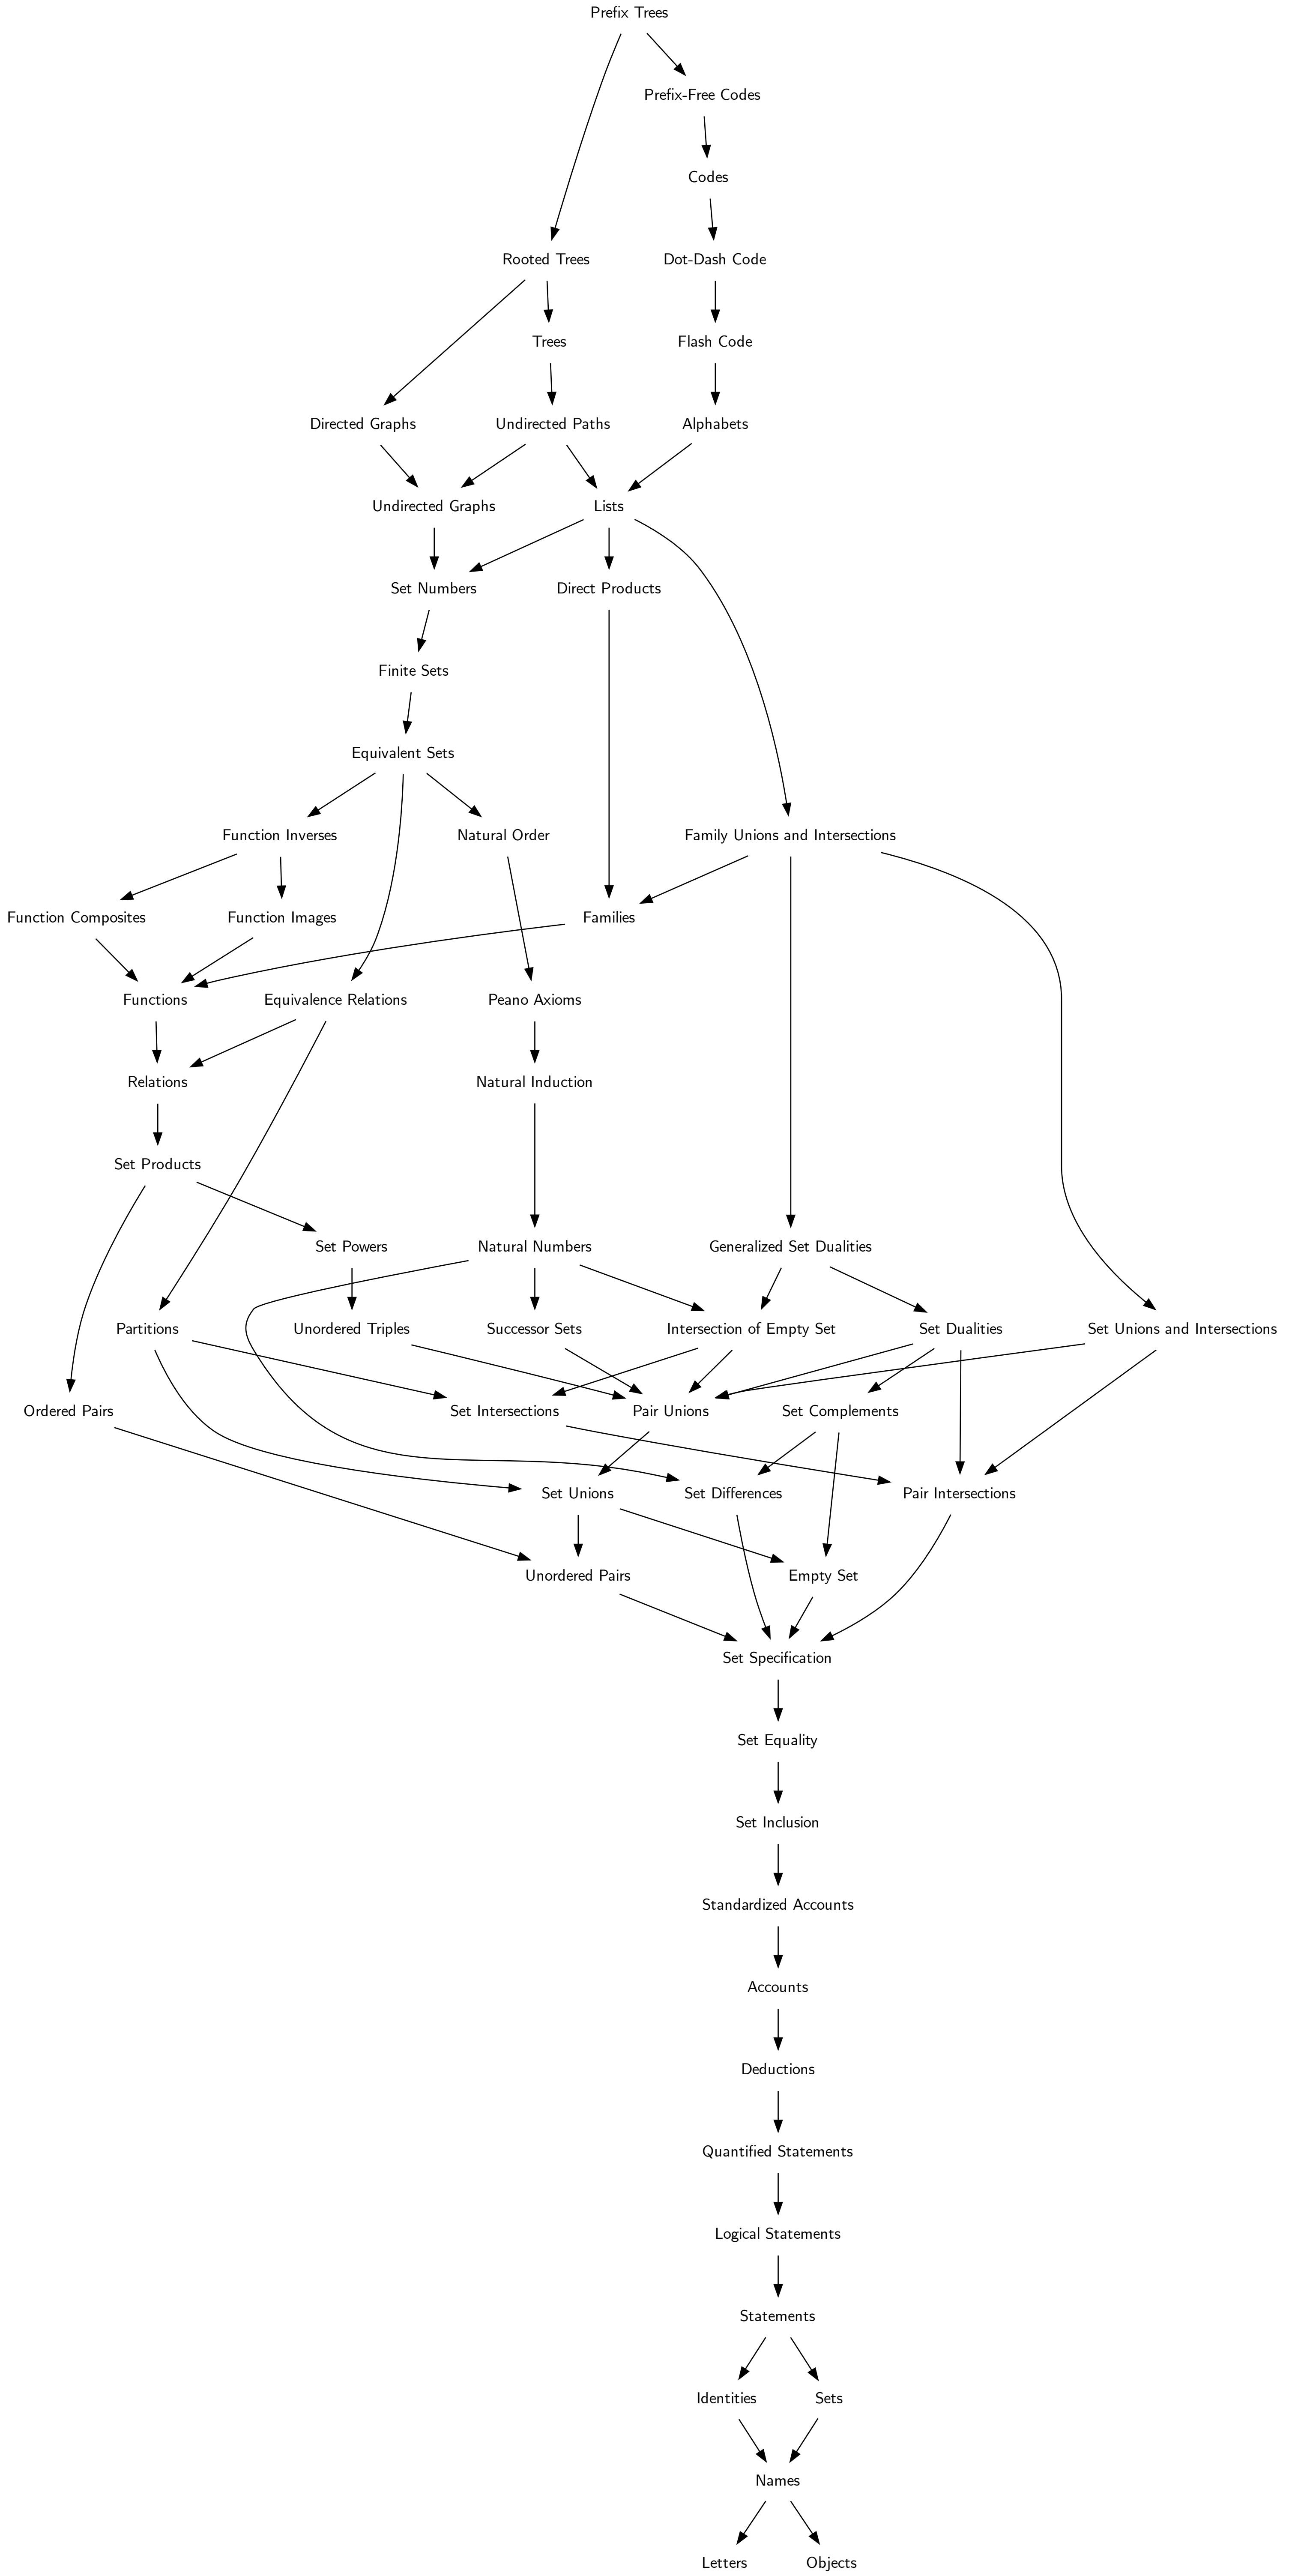 Prefix Trees
Prefix-Free Codes
Codes
Rooted Trees
Dot-Dash Code
Trees
Flash Code
Directed Graphs
Undirected Paths
Alphabets
Undirected Graphs
Lists
Set Numbers
Direct Products
Finite Sets
Equivalent Sets
Function Inverses
Natural Order
Family Unions and Intersections
Function Composites
Function Images
Families
Functions
Equivalence Relations
Peano Axioms
Relations
Natural Induction
Set Products
Set Powers
Natural Numbers
Generalized Set Dualities
Partitions
Unordered Triples
Successor Sets
Intersection of Empty Set
Set Dualities
Set Unions and Intersections
Ordered Pairs
Set Intersections
Pair Unions
Set Complements
Set Unions
Set Differences
Pair Intersections
Unordered Pairs
Empty Set
Set Specification
Set Equality
Set Inclusion
Standardized Accounts
Accounts
Deductions
Quantified Statements
Logical Statements
Statements
Identities
Sets
Names
Letters
Objects